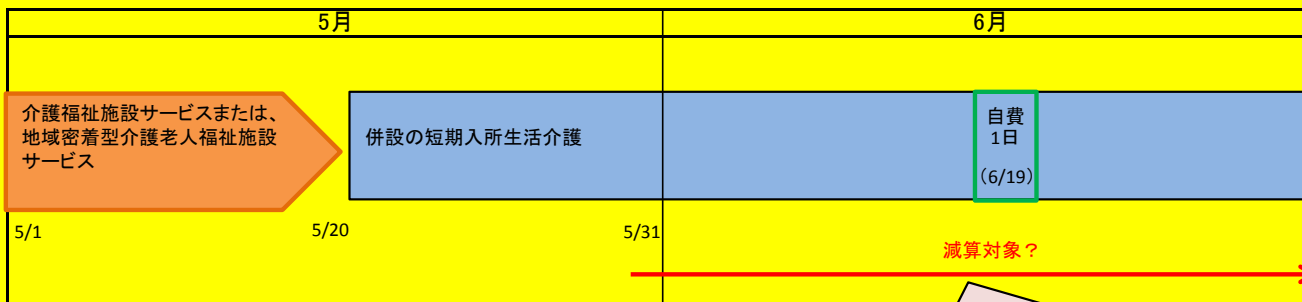 5月
6月
介護福祉施設サービスまたは、
地域密着型介護老人福祉施設
サービス
併設の短期入所生活介護
自費
1日
(6/19)
5/1
5/20
5/31
減算対象？